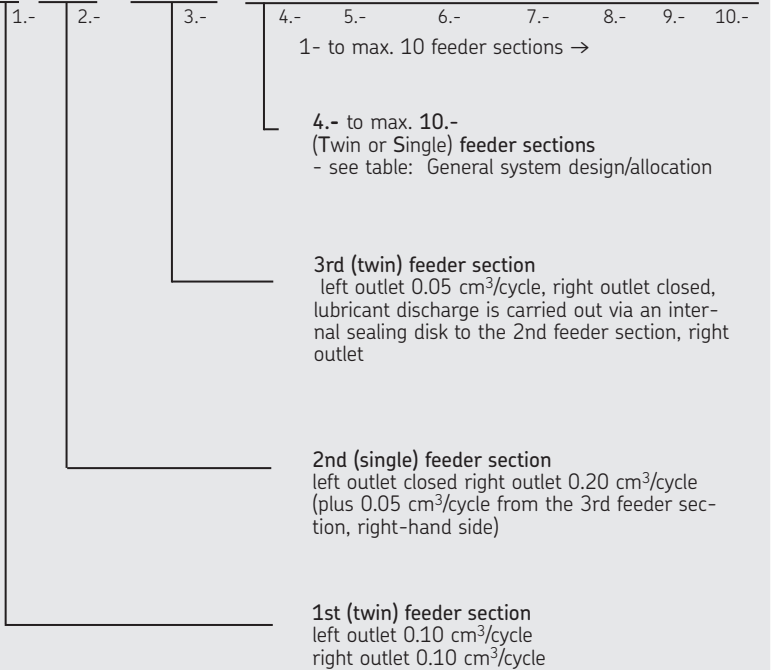 1.- 2.- 3.- 4.- 5.- 6.- 7.- 8.- 9.- 10.-
1- to max. 10 feeder sections →
4.- to max. 10.-
(Twin or Single) feeder sections
- see table: General system design/allocation
3rd (twin) feeder section
left outlet 0.05 cm³/cycle, right outlet closed,
lubricant discharge is carried out via an inter-
nal sealing disk to the 2nd feeder section, right
outlet
2nd (single) feeder section
left outlet closed right outlet 0.20 cm³/cycle
(plus 0.05 cm³/cycle from the 3rd feeder sec-
tion, right-hand side)
1st (twin) feeder section
left outlet 0.10 cm³/cycle
right outlet 0.10 cm³/cycle